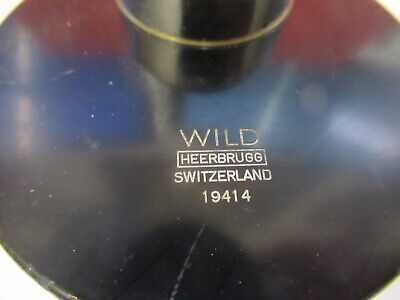 WILD
HEERBRUGG
SWITZERLAND
19414